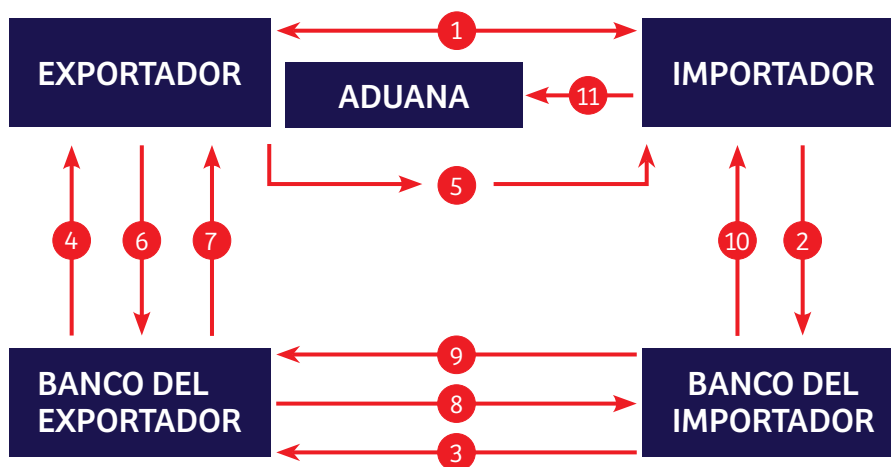 1
EXPORTADOR
IMPORTADOR
ADUANA
11
5
4
6
7
10
2
9
BANCO DEL
EXPORTADOR
8
BANCO DEL
IMPORTADOR
3